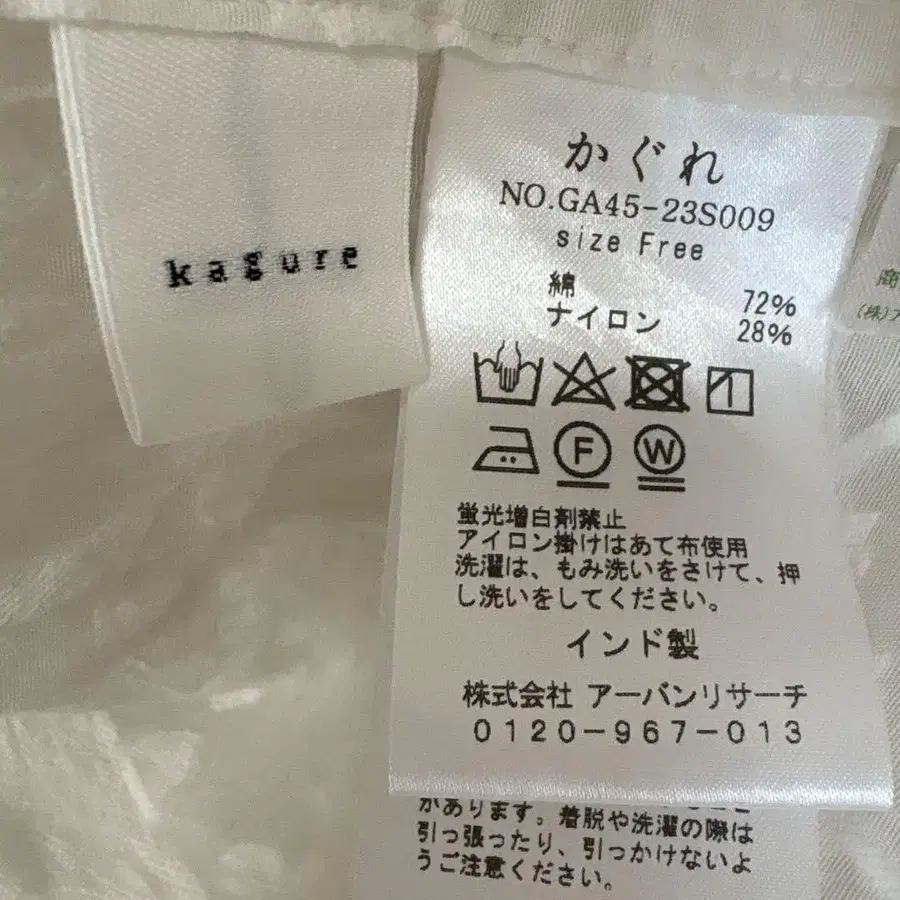 kagure
かぐれ
NO.GA45-23S009
size Free
綿 72%
ナイロン 28%
F
W
蛍光増白剤禁止
アイロン掛けはあて布使用
洗濯は、もみ洗いをさけて、押
し洗いをしてください。
インド製
株式会社 アーバンリサーチ
0120-967-013
があります。着脱や洗濯の際は
引っ張ったり、引っかけないよ
うご注意ください。
商
(株)ア